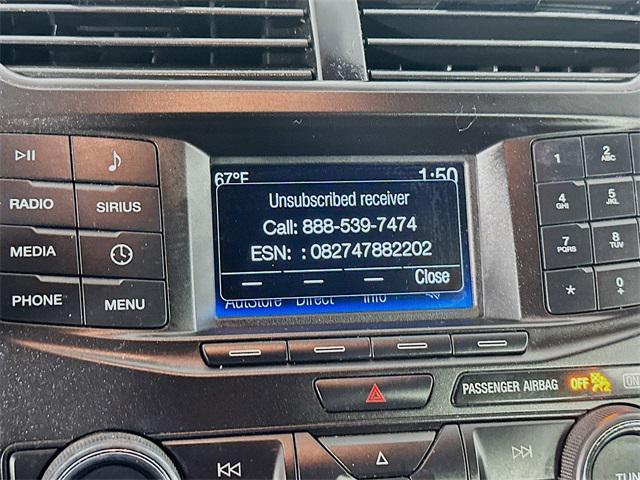 67°F 1:50
Unsubscribed receiver
Call: 888-539-7474
ESN: : 082747882202
Close
AutoStore Direct Info
RADIO SIRIUS
MEDIA
PHONE MENU
1 2 ABC
4 GHI 5 JKL
7 PQRS 8 TUV
* 0 +
PASSENGER AIRBAG OFF ON
TUN